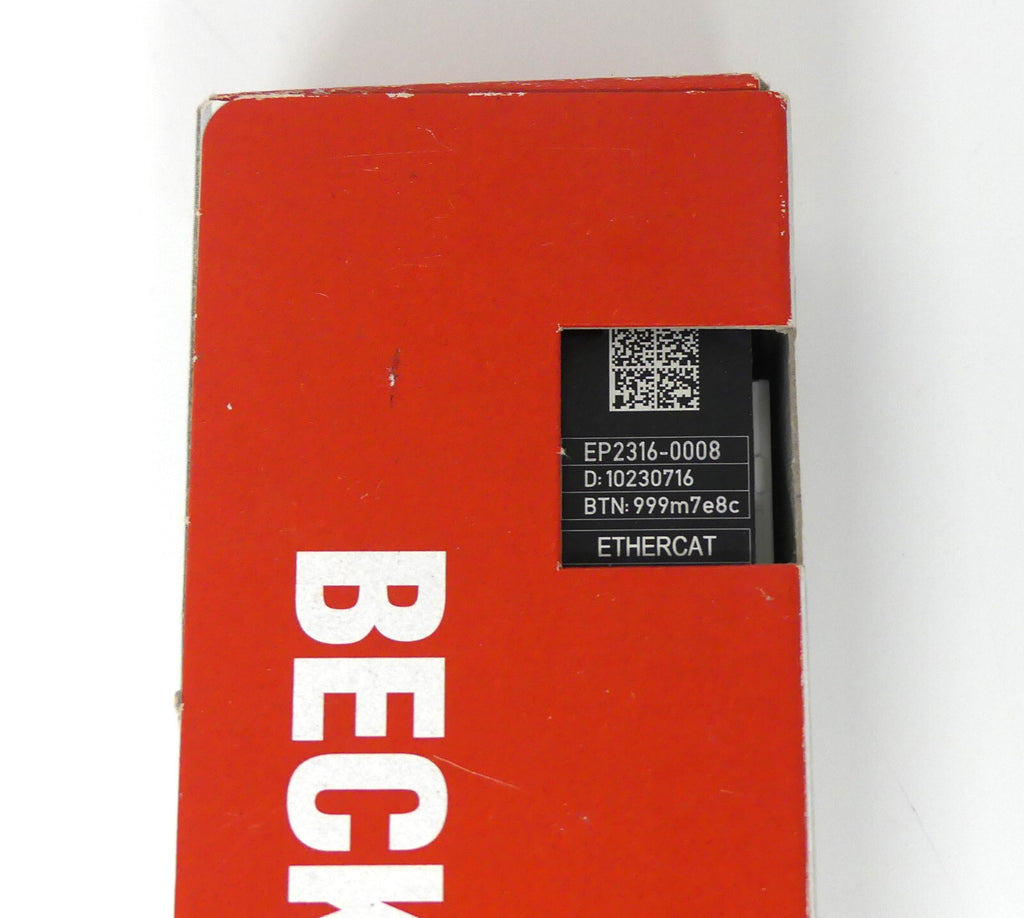 EP2316-0008
D: 10230716
BTN: 999m7e8c
ETHERCAT
BECK